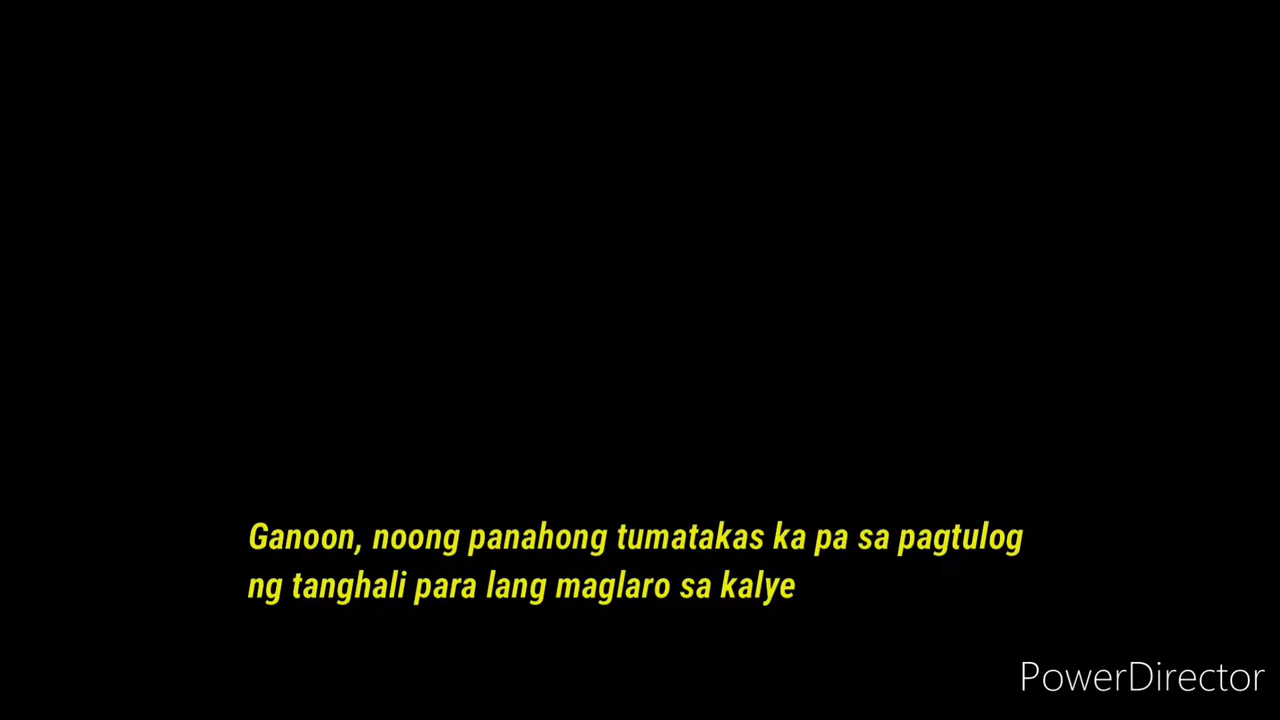 Ganoon, noong panahong tumatakas ka pa sa pagtulog
ng tanghali para lang maglaro sa kalye
PowerDirector